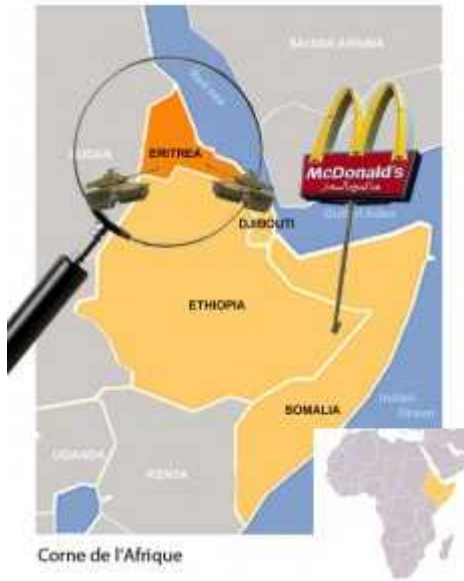 SAUDI ARABIA
Red Sea
SUDAN
ERITREA
McDonald's
ماكدونالدز
Gulf of Aden
DJIBOUTI
ETHIOPIA
SOMALIA
Indian
Ocean
UGANDA
KENYA
Corne de l'Afrique